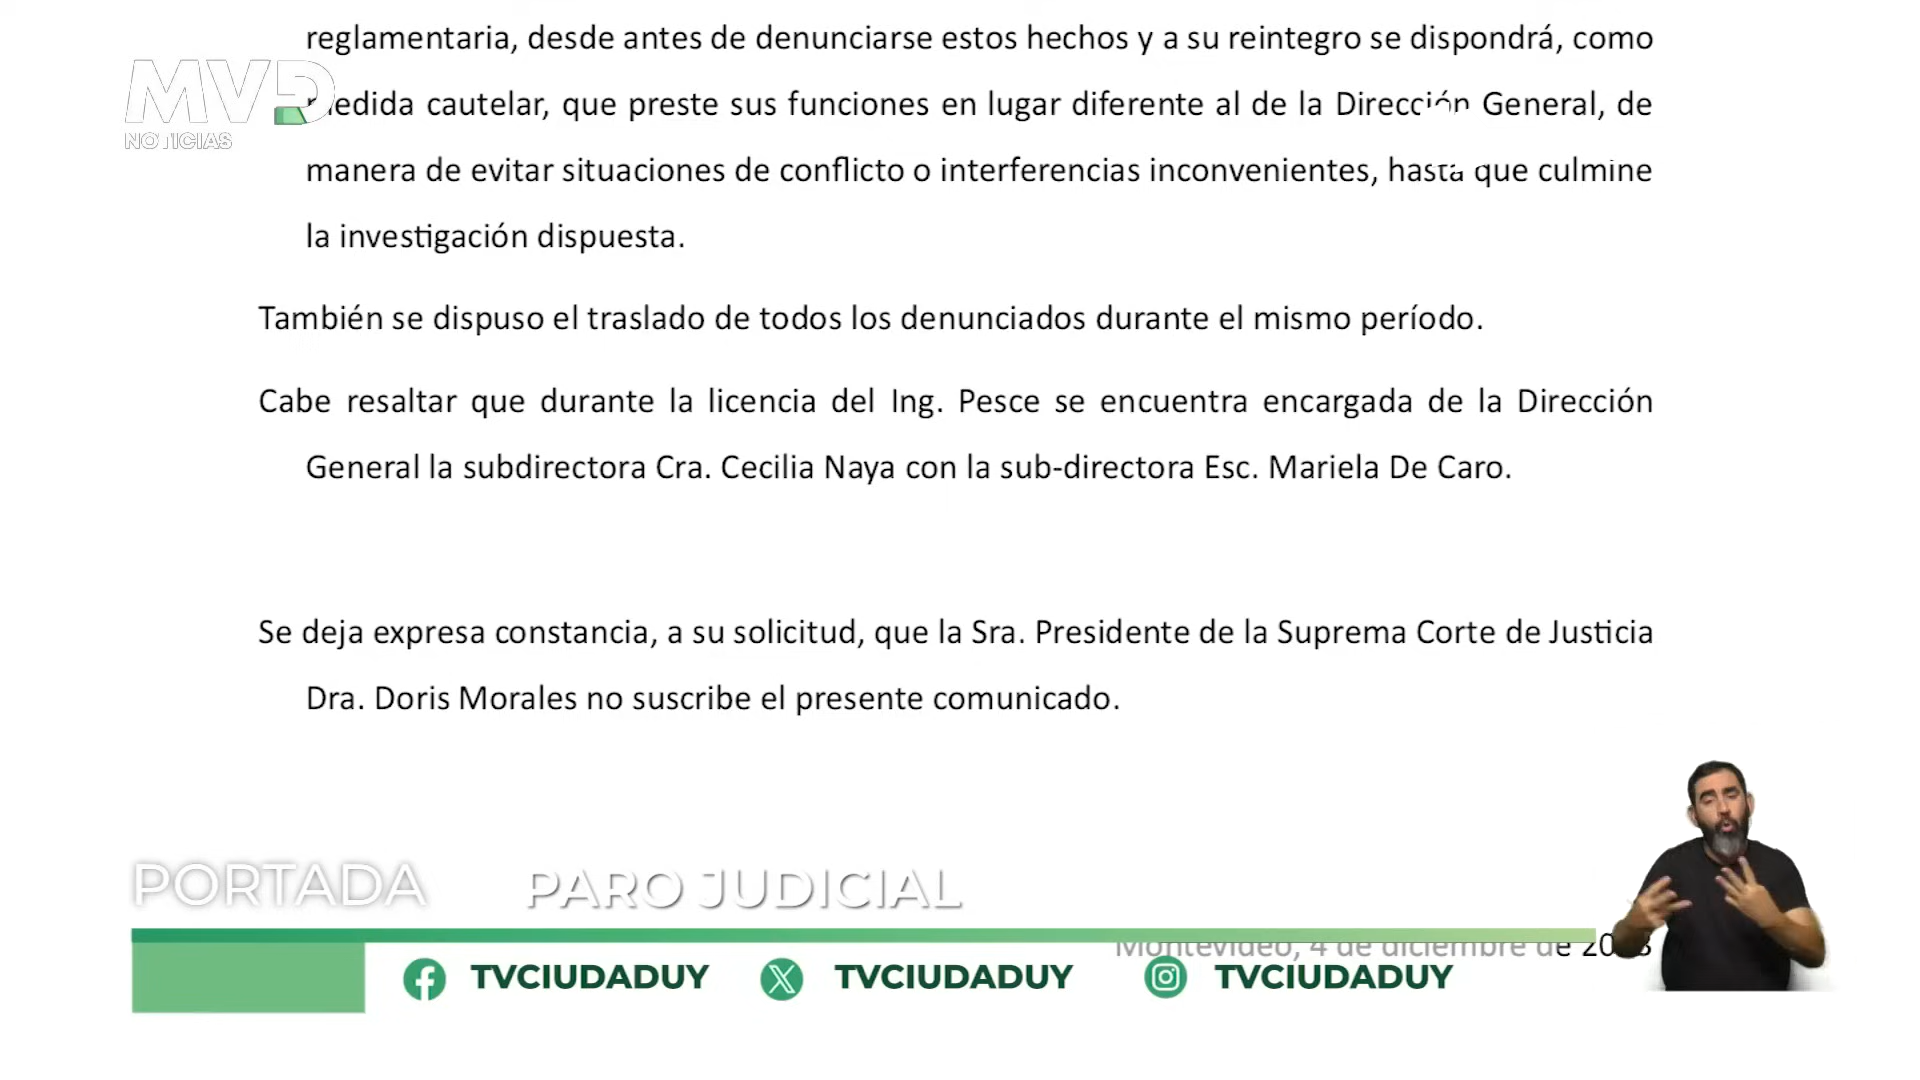 reglamentaria, desde antes de denunciarse estos hechos y a su reintegro se dispondrá, como
MVD
NOTICIAS
medida cautelar, que preste sus funciones en lugar diferente al de la Dirección General, de
manera de evitar situaciones de conflicto o interferencias inconvenientes, hasta que culmine
la investigación dispuesta.
También se dispuso el traslado de todos los denunciados durante el mismo período.
Cabe resaltar que durante la licencia del Ing. Pesce se encuentra encargada de la Dirección
General la subdirectora Cra. Cecilia Naya con la sub-directora Esc. Mariela De Caro.
Se deja expresa constancia, a su solicitud, que la Sra. Presidente de la Suprema Corte de Justicia
Dra. Doris Morales no suscribe el presente comunicado.
PORTADA PARO JUDICIAL
Montevideo, 4 de diciembre de
TVCIUDADUY TVCIUDADUY TVCIUDADUY